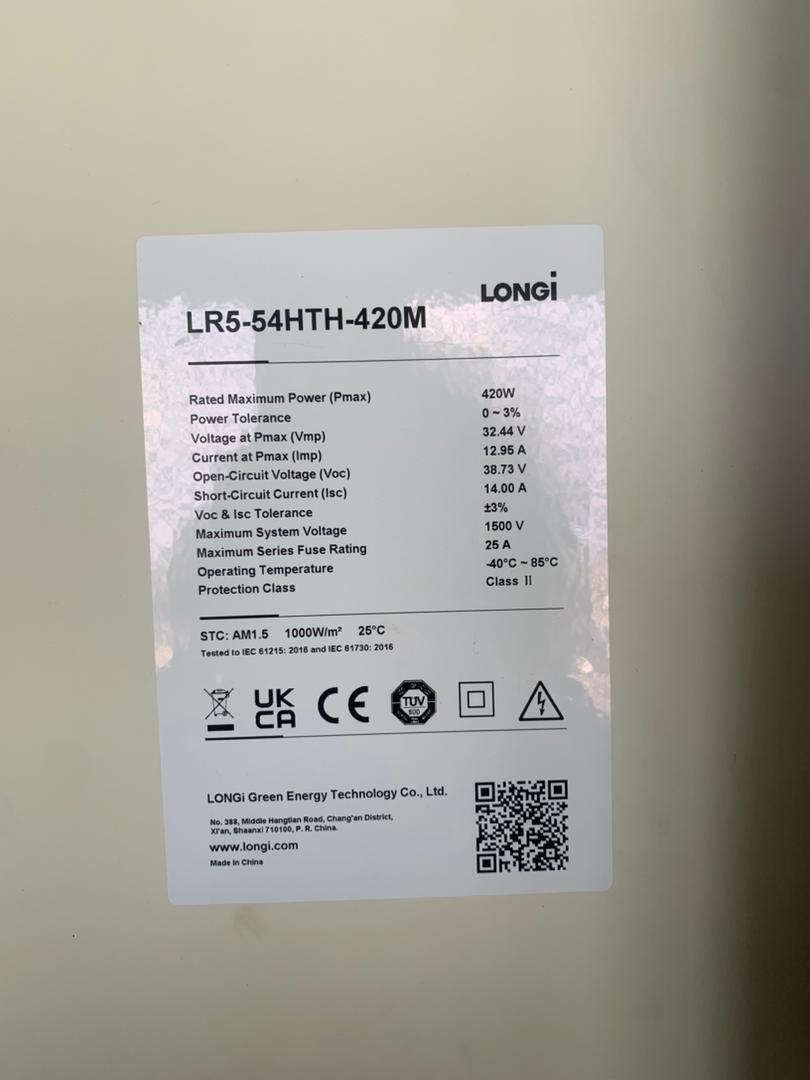 LONGi
LR5-54HTH-420M
Rated Maximum Power (Pmax) 420W
Power Tolerance 0 ~ 3%
Voltage at Pmax (Vmp) 32.44 V
Current at Pmax (Imp) 12.95 A
Open-Circuit Voltage (Voc) 38.73 V
Short-Circuit Current (Isc) 14.00 A
Voc & Isc Tolerance ±3%
Maximum System Voltage 1500 V
Maximum Series Fuse Rating 25 A
Operating Temperature -40°C ~ 85°C
Protection Class Class II
STC: AM1.5 1000W/m² 25°C
Tested to IEC 61215: 2016 and IEC 61730: 2016
UK
CA
CE
TÜV
SÜD
LONGi Green Energy Technology Co., Ltd.
No. 388, Middle Hangtian Road, Chang'an District,
Xi'an, Shaanxi 710100, P. R. China.
www.longi.com
Made in China